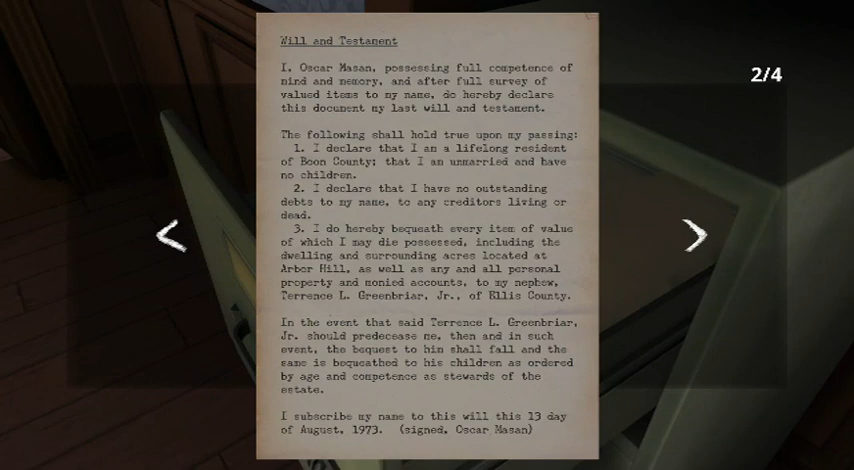 Will and Testament
I, Oscar Masan, possessing full competence of
mind and memory, and after full survey of
valued items to my name, do hereby declare
this document my last will and testament.
The following shall hold true upon my passing:
1. I declare that I am a lifelong resident
of Boon County; that I am unmarried and have
no children.
2. I declare that I have no outstanding
debts to my name, to any creditors living or
dead.
3. I do hereby bequeath every item of value
of which I may die possessed, including the
dwelling and surrounding acres located at
Arbor Hill, as well as any and all personal
property and monied accounts, to my nephew,
Terrence L. Greenbriar, Jr., of Ellis County.
In the event that said Terrence L. Greenbriar,
Jr. should predecease me, then and in such
event, the bequest to him shall fall and the
same is bequeathed to his children as ordered
by age and competence as stewards of the
estate.
I subscribe my name to this will this 13 day
of August, 1973. (signed, Oscar Masan)
2/4